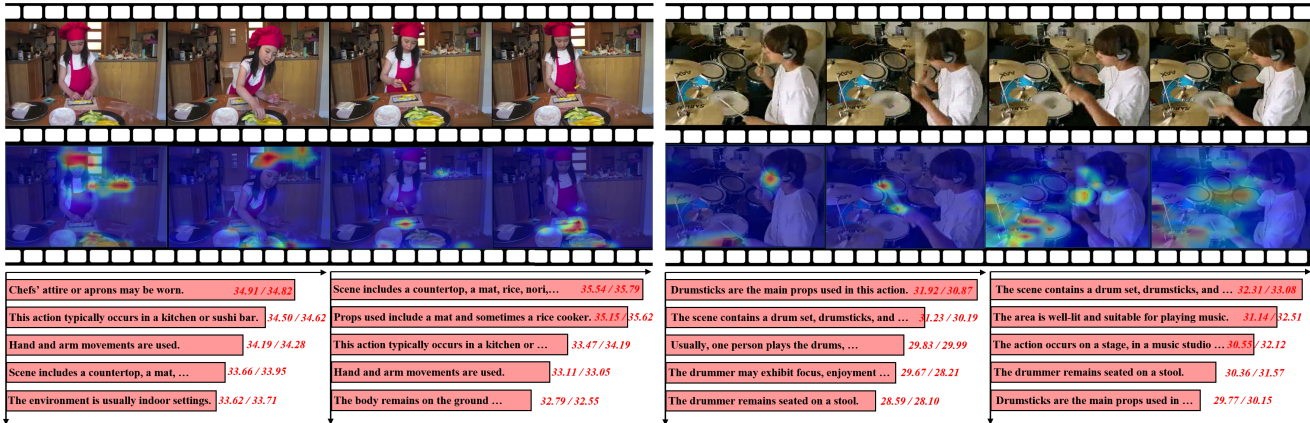 Chefs' attire or aprons may be worn. 34.91 / 34.82
This action typically occurs in a kitchen or sushi bar. 34.50 / 34.62
Hand and arm movements are used. 34.19 / 34.28
Scene includes a countertop, a mat, ... 33.66 / 33.95
The environment is usually indoor settings. 33.62 / 33.71
Scene includes a countertop, a mat, rice, nori,... 35.54 / 35.79
Props used include a mat and sometimes a rice cooker. 35.15 / 35.62
This action typically occurs in a kitchen or ... 33.47 / 34.19
Hand and arm movements are used. 33.11 / 33.05
The body remains on the ground ... 32.79 / 32.55
Drumsticks are the main props used in this action. 31.92 / 30.87
The scene contains a drum set, drumsticks, and ... 31.23 / 30.19
Usually, one person plays the drums, ... 29.83 / 29.99
The drummer may exhibit focus, enjoyment ... 29.67 / 28.21
The drummer remains seated on a stool. 28.59 / 28.10
The scene contains a drum set, drumsticks, and ... 32.31 / 33.08
The area is well-lit and suitable for playing music. 31.14 / 32.51
The action occurs on a stage, in a music studio ... 30.55 / 32.12
The drummer remains seated on a stool. 30.36 / 31.57
Drumsticks are the main props used in ... 29.77 / 30.15